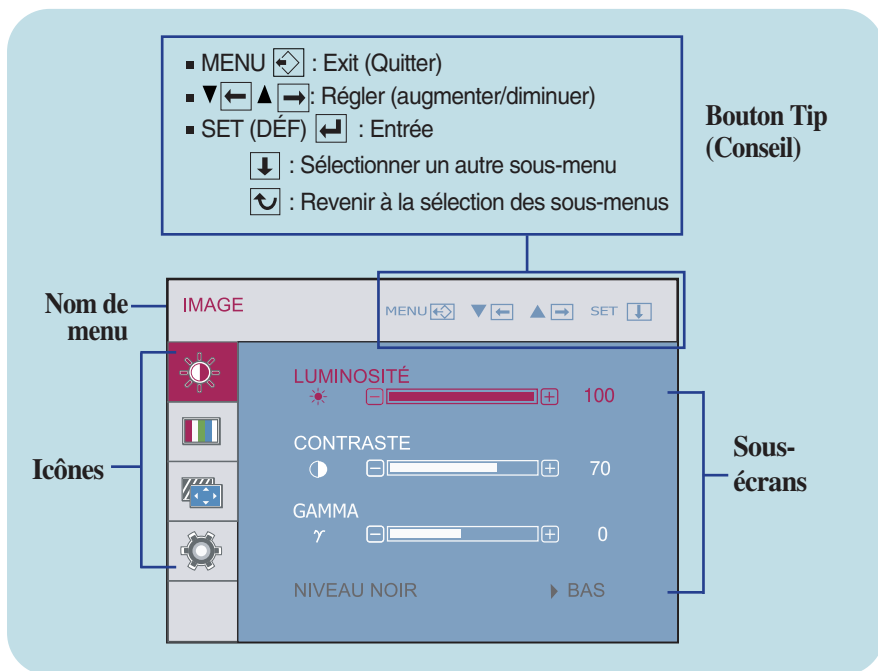 MENU : Exit (Quitter)
▼ ← ▲ → : Régler (augmenter/diminuer)
SET (DÉF) ↵ : Entrée
↓ : Sélectionner un autre sous-menu
: Revenir à la sélection des sous-menus
Bouton Tip
(Conseil)
Nom de
menu
IMAGE
MENU ▼ ← ▲ → SET ↓
Icônes
LUMINOSITÉ
100
CONTRASTE
70
GAMMA
γ 0
NIVEAU NOIR BAS
Sous-
écrans